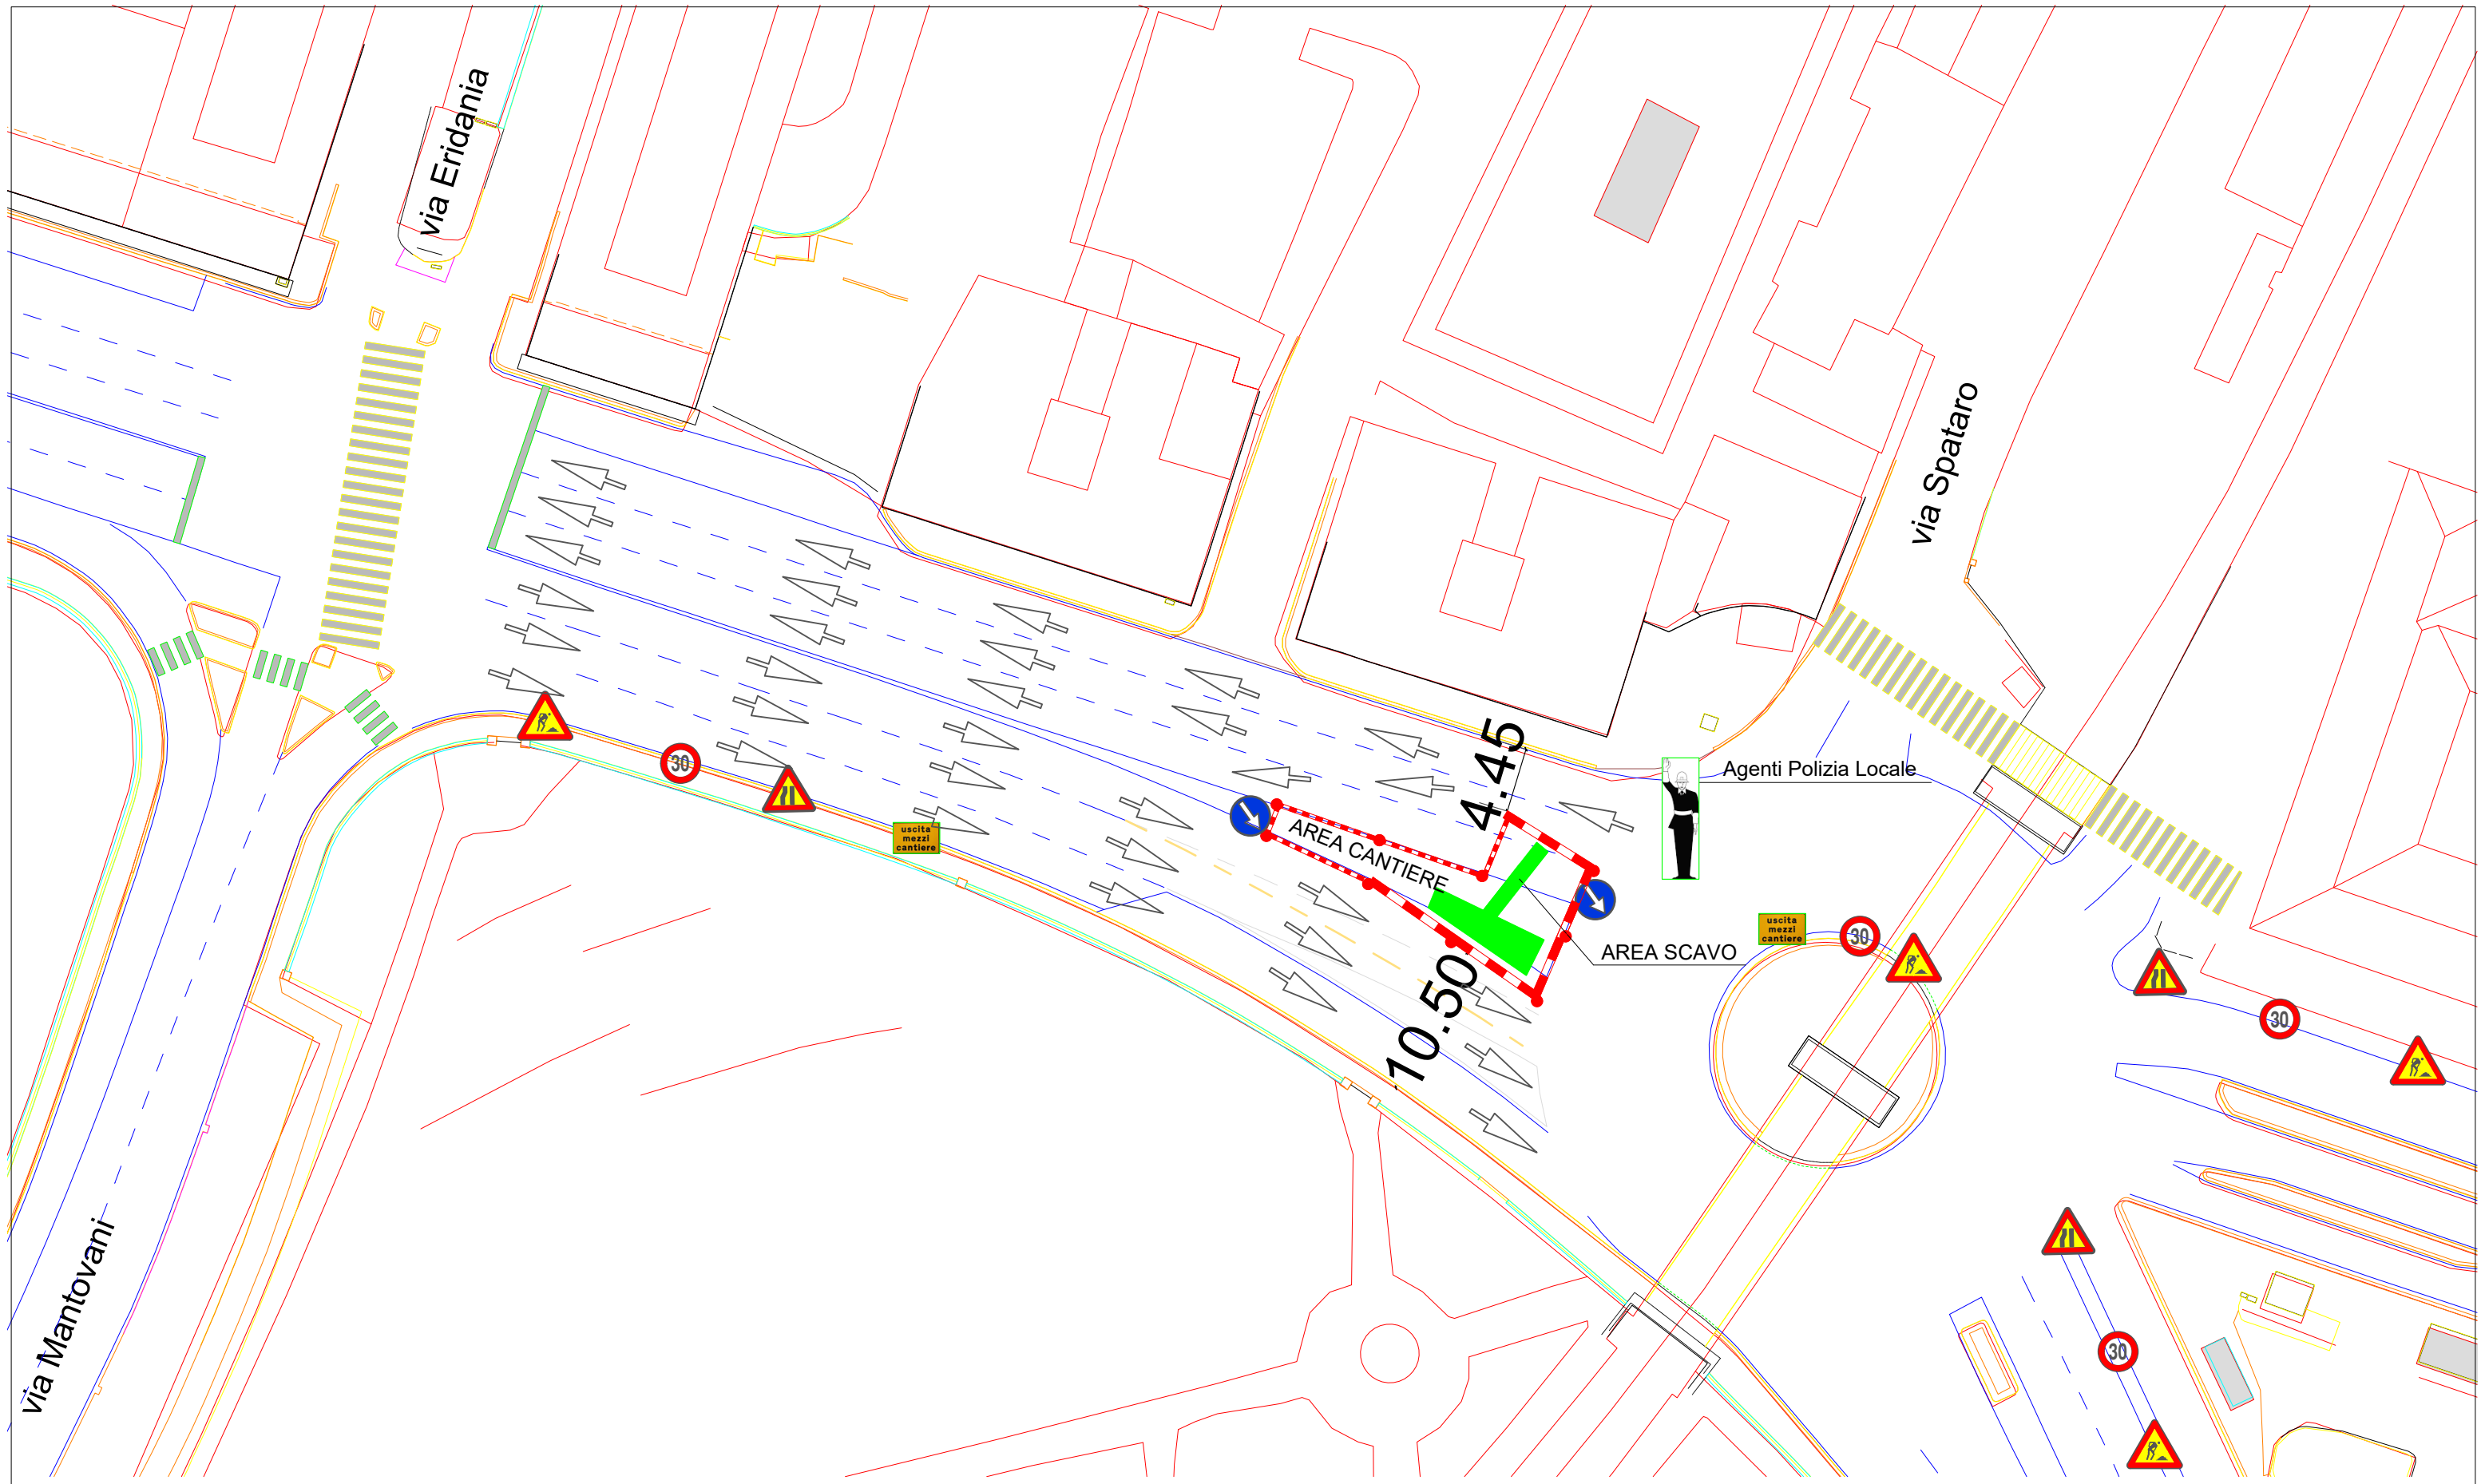 via Eridania
via Spataro
4.45
Agenti Polizia Locale
30
uscita
mezzi
cantiere
AREA CANTIERE
uscita
mezzi
cantiere
30
AREA SCAVO
10.50
30
via Mantovani
30